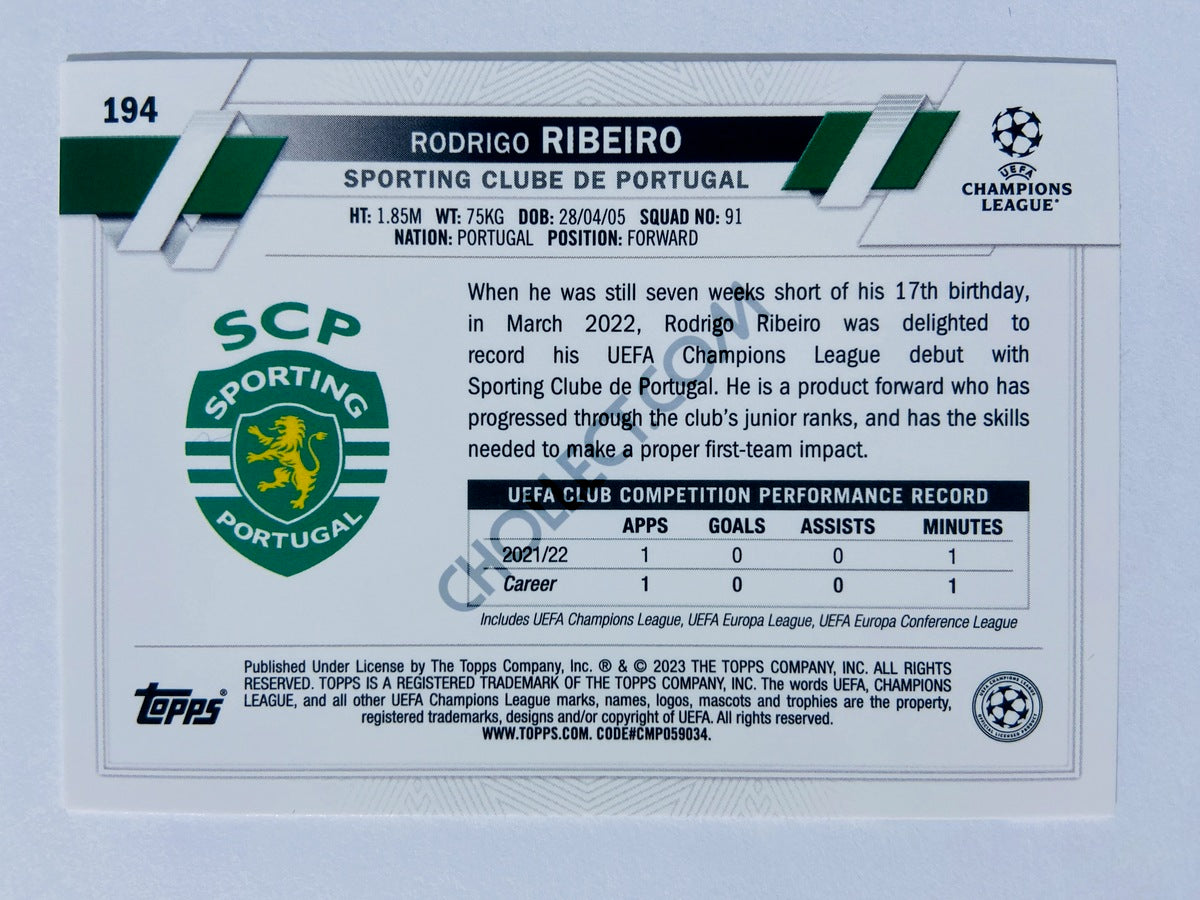 194
RODRIGO RIBEIRO
SPORTING CLUBE DE PORTUGAL
HT: 1.85M WT: 75KG DOB: 28/04/05 SQUAD NO: 91
NATION: PORTUGAL POSITION: FORWARD
UEFA
CHAMPIONS
LEAGUE
SCP
SPORTING
PORTUGAL
When he was still seven weeks short of his 17th birthday,
in March 2022, Rodrigo Ribeiro was delighted to
record his UEFA Champions League debut with
Sporting Clube de Portugal. He is a product forward who has
progressed through the club's junior ranks, and has the skills
needed to make a proper first-team impact.
UEFA CLUB COMPETITION PERFORMANCE RECORD
APPS GOALS ASSISTS MINUTES
2021/22 1 0 0 1
Career 1 0 0 1
Includes UEFA Champions League, UEFA Europa League, UEFA Europa Conference League
CHOLLECT.COM
Topps®
Published Under License by The Topps Company, Inc. ® & © 2023 THE TOPPS COMPANY, INC. ALL RIGHTS
RESERVED. TOPPS IS A REGISTERED TRADEMARK OF THE TOPPS COMPANY, INC. The words UEFA, CHAMPIONS
LEAGUE, and all other UEFA Champions League marks, names, logos, mascots and trophies are the property,
registered trademarks, designs and/or copyright of UEFA. All rights reserved.
WWW.TOPPS.COM. CODE#CMP059034.
UEFA CHAMPIONS LEAGUE
OFFICIAL LICENSED PRODUCT